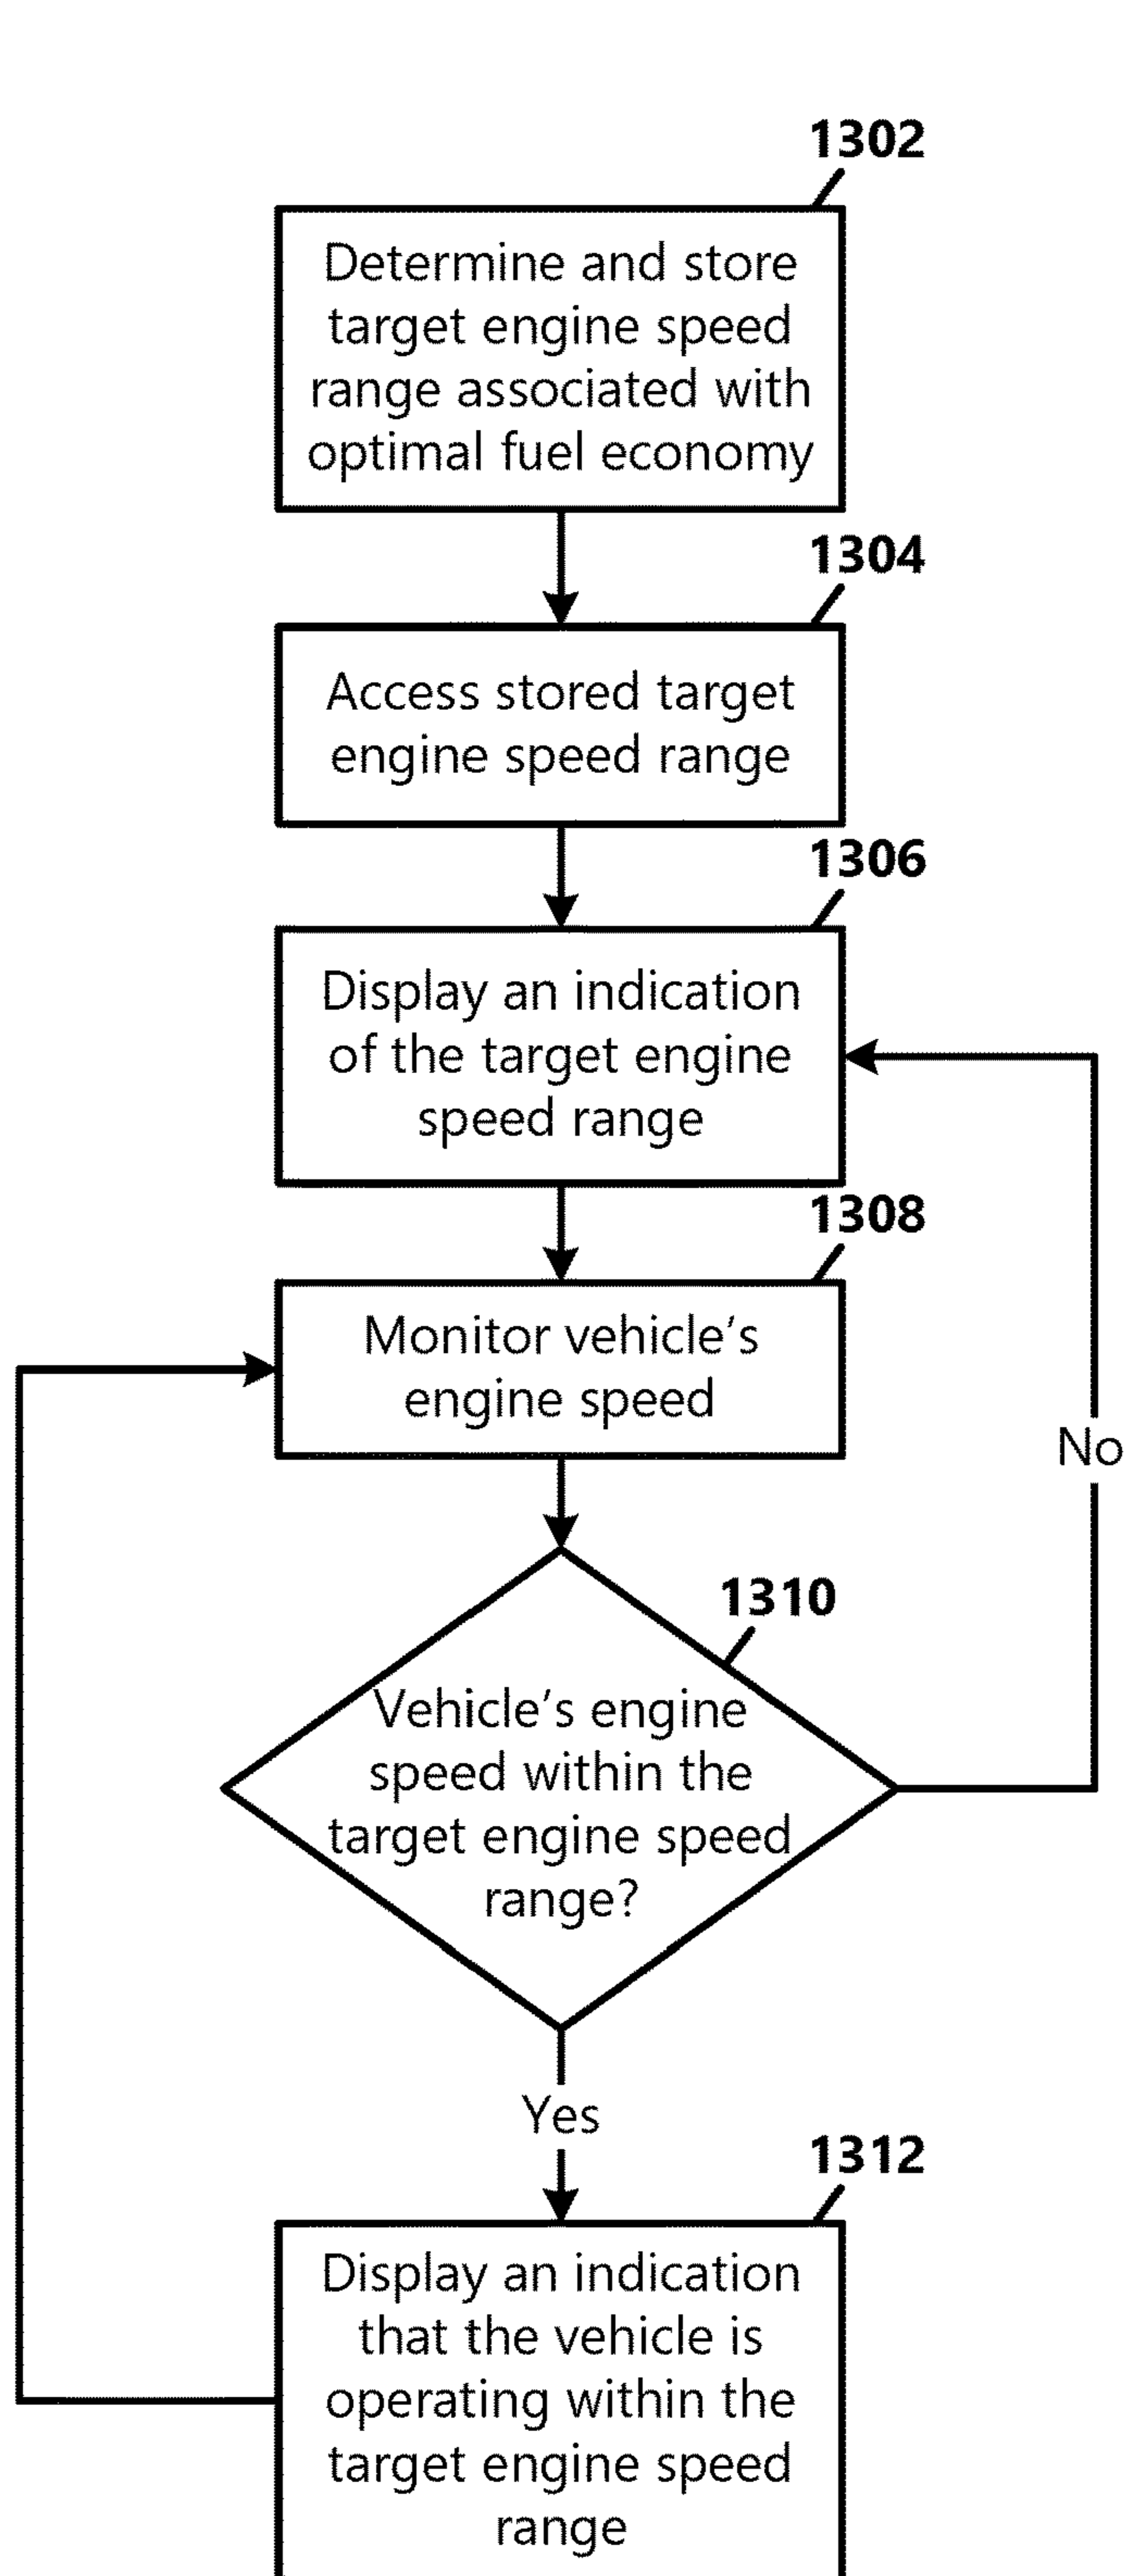 1302
Determine and store
target engine speed
range associated with
optimal fuel economy
1304
Access stored target
engine speed range
1306
Display an indication
of the target engine
speed range
1308
Monitor vehicle’s
engine speed
No
1310
Vehicle’s engine
speed within the
target engine speed
range?
Yes
1312
Display an indication
that the vehicle is
operating within the
target engine speed
range